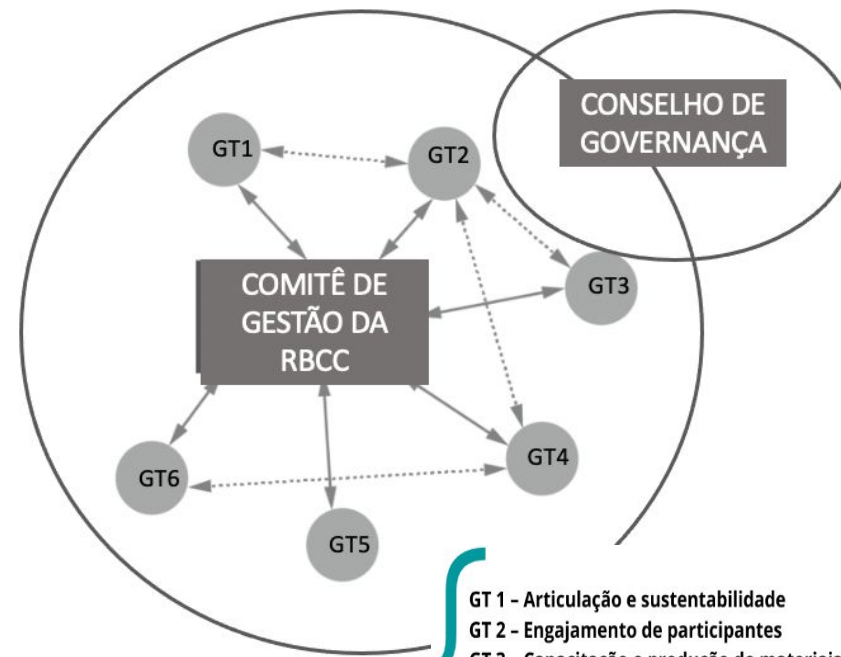 CONSELHO DE
GOVERNANÇA
GT1
GT2
GT3
COMITÊ DE
GESTÃO DA
RBCC
GT4
GT6
GT5
GT 1 – Articulação e sustentabilidade
GT 2 – Engajamento de participantes